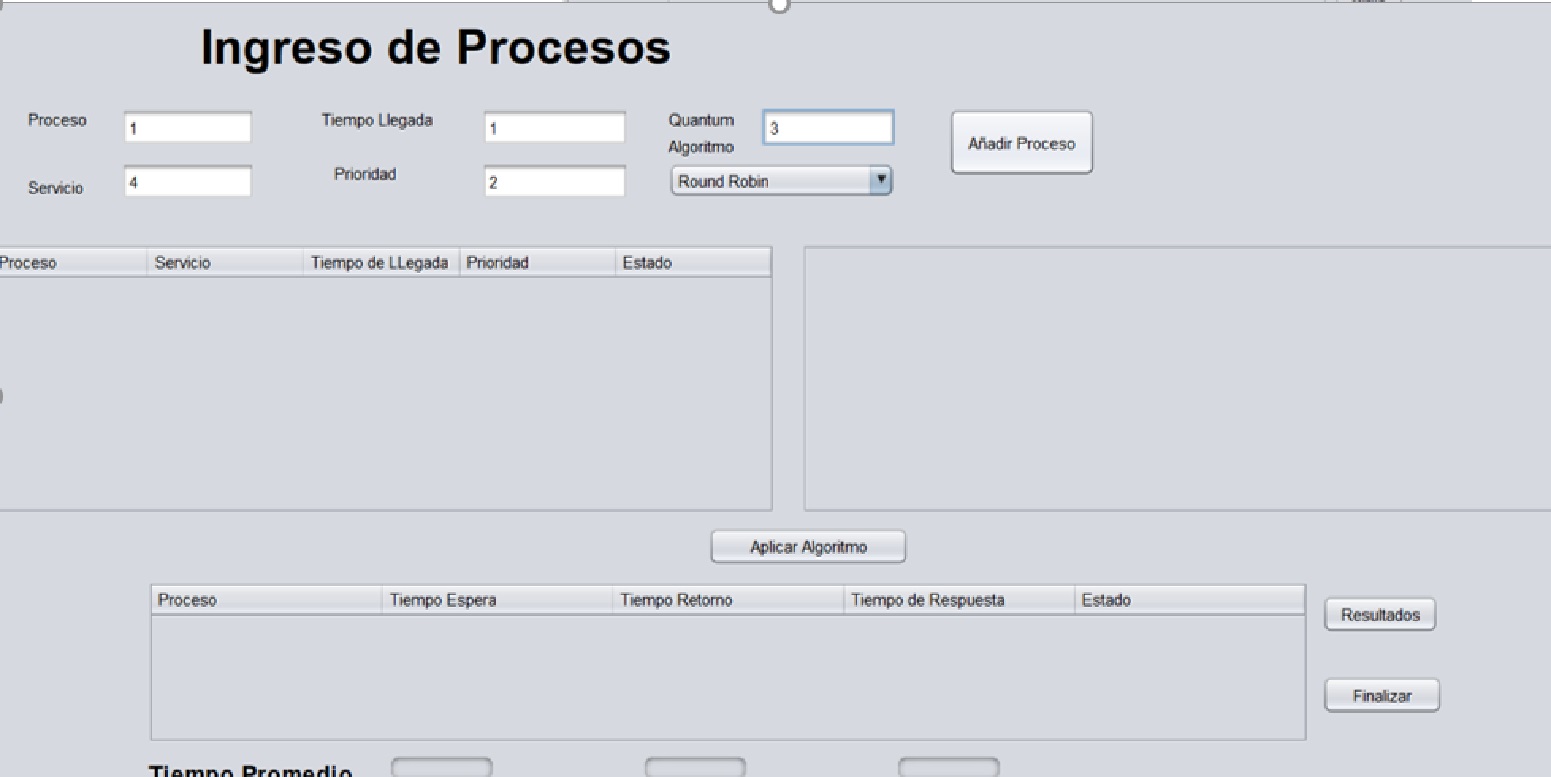 Ingreso de Procesos
Proceso 1 Tiempo Llegada 1 Quantum 3 Añadir Proceso
Algoritmo
Servicio 4 Prioridad 2 Round Robin
Proceso Servicio Tiempo de LLegada Prioridad Estado
Aplicar Algoritmo
Proceso Tiempo Espera Tiempo Retorno Tiempo de Respuesta Estado
Resultados
Finalizar
Tiempo Promedio